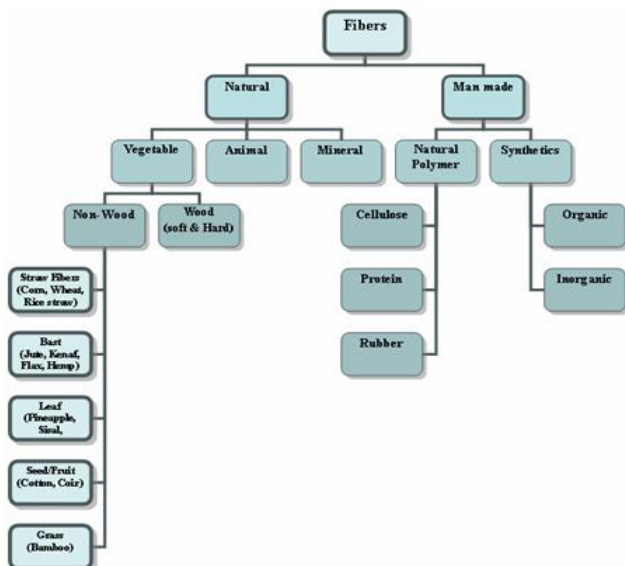 Fibers
Natural
Man made
Vegetable
Animal
Mineral
Natural
Polymer
Synthetics
Non-Wood
Wood
(soft & Hard)
Cellulose
Protein
Rubber
Organic
Inorganic
Straw Fibers
(Corn, Wheat,
Rice straw)
Bast
(Jute, Kenaf,
Flax, Hemp)
Leaf
(Pineapple,
Sisal,
Seed/Fruit
(Cotton, Coir)
Grass
(Bamboo)